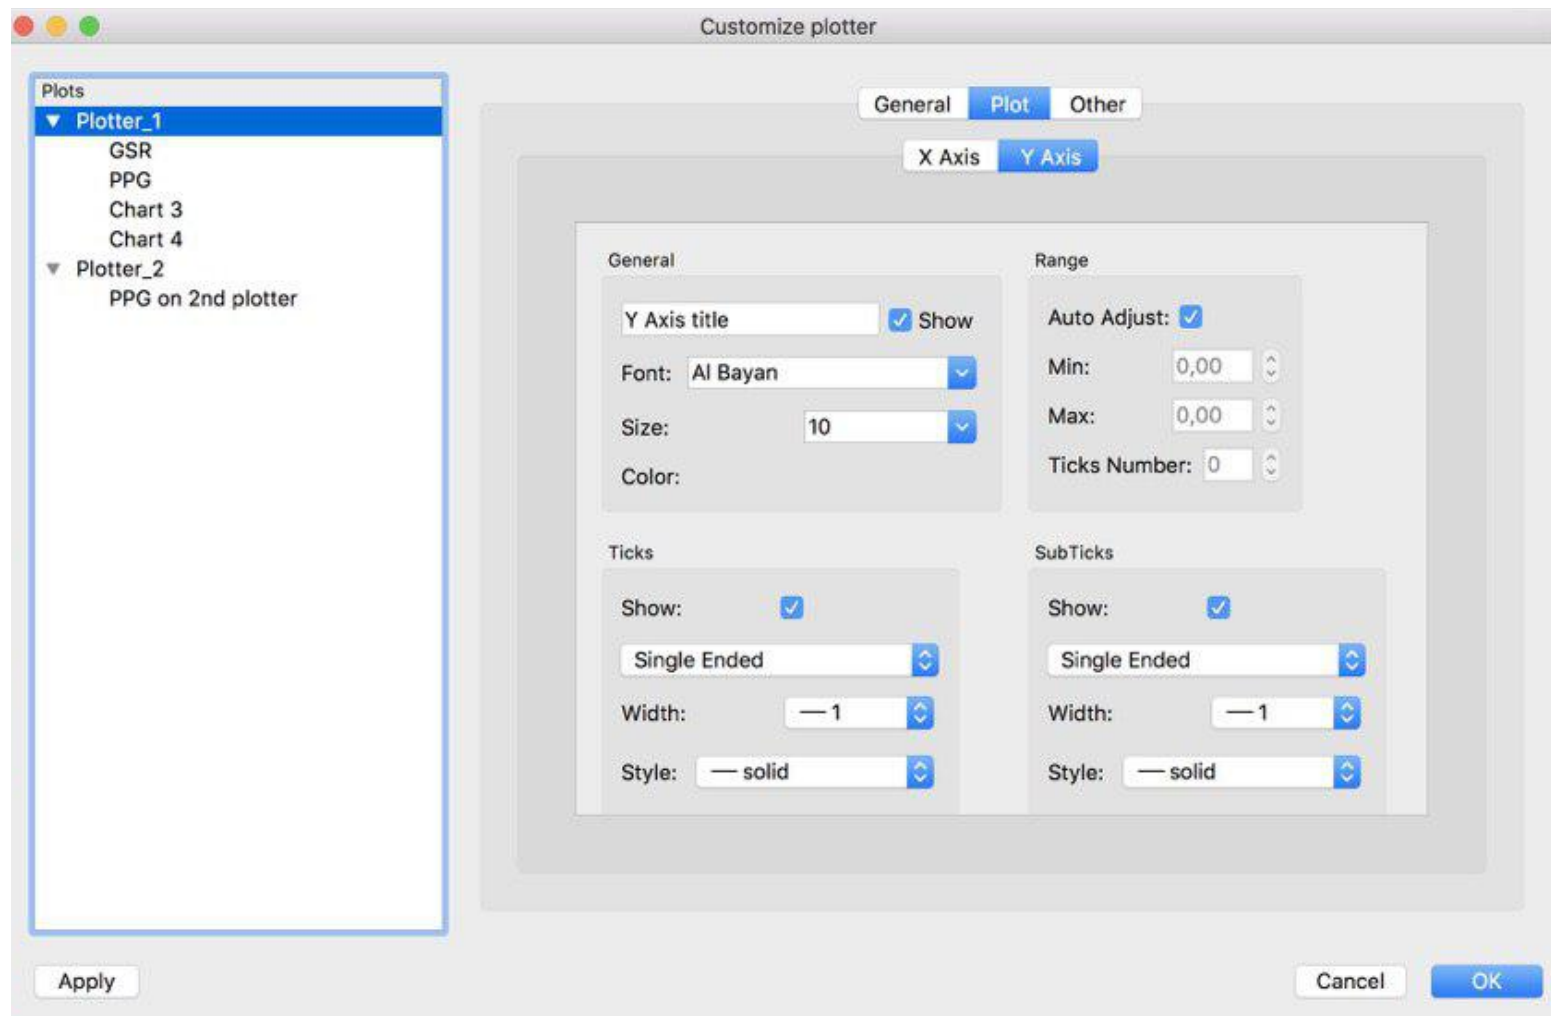 Customize plotter
Plots
Plotter_1
GSR
PPG
Chart 3
Chart 4
Plotter_2
PPG on 2nd plotter
General Plot Other
X Axis Y Axis
General
Y Axis title Show
Font: Al Bayan
Size: 10
Color:
Range
Auto Adjust:
Min: 0,00
Max: 0,00
Ticks Number: 0
Ticks
Show:
Single Ended
Width: 1
Style: solid
SubTicks
Show:
Single Ended
Width: 1
Style: solid
Apply
Cancel OK